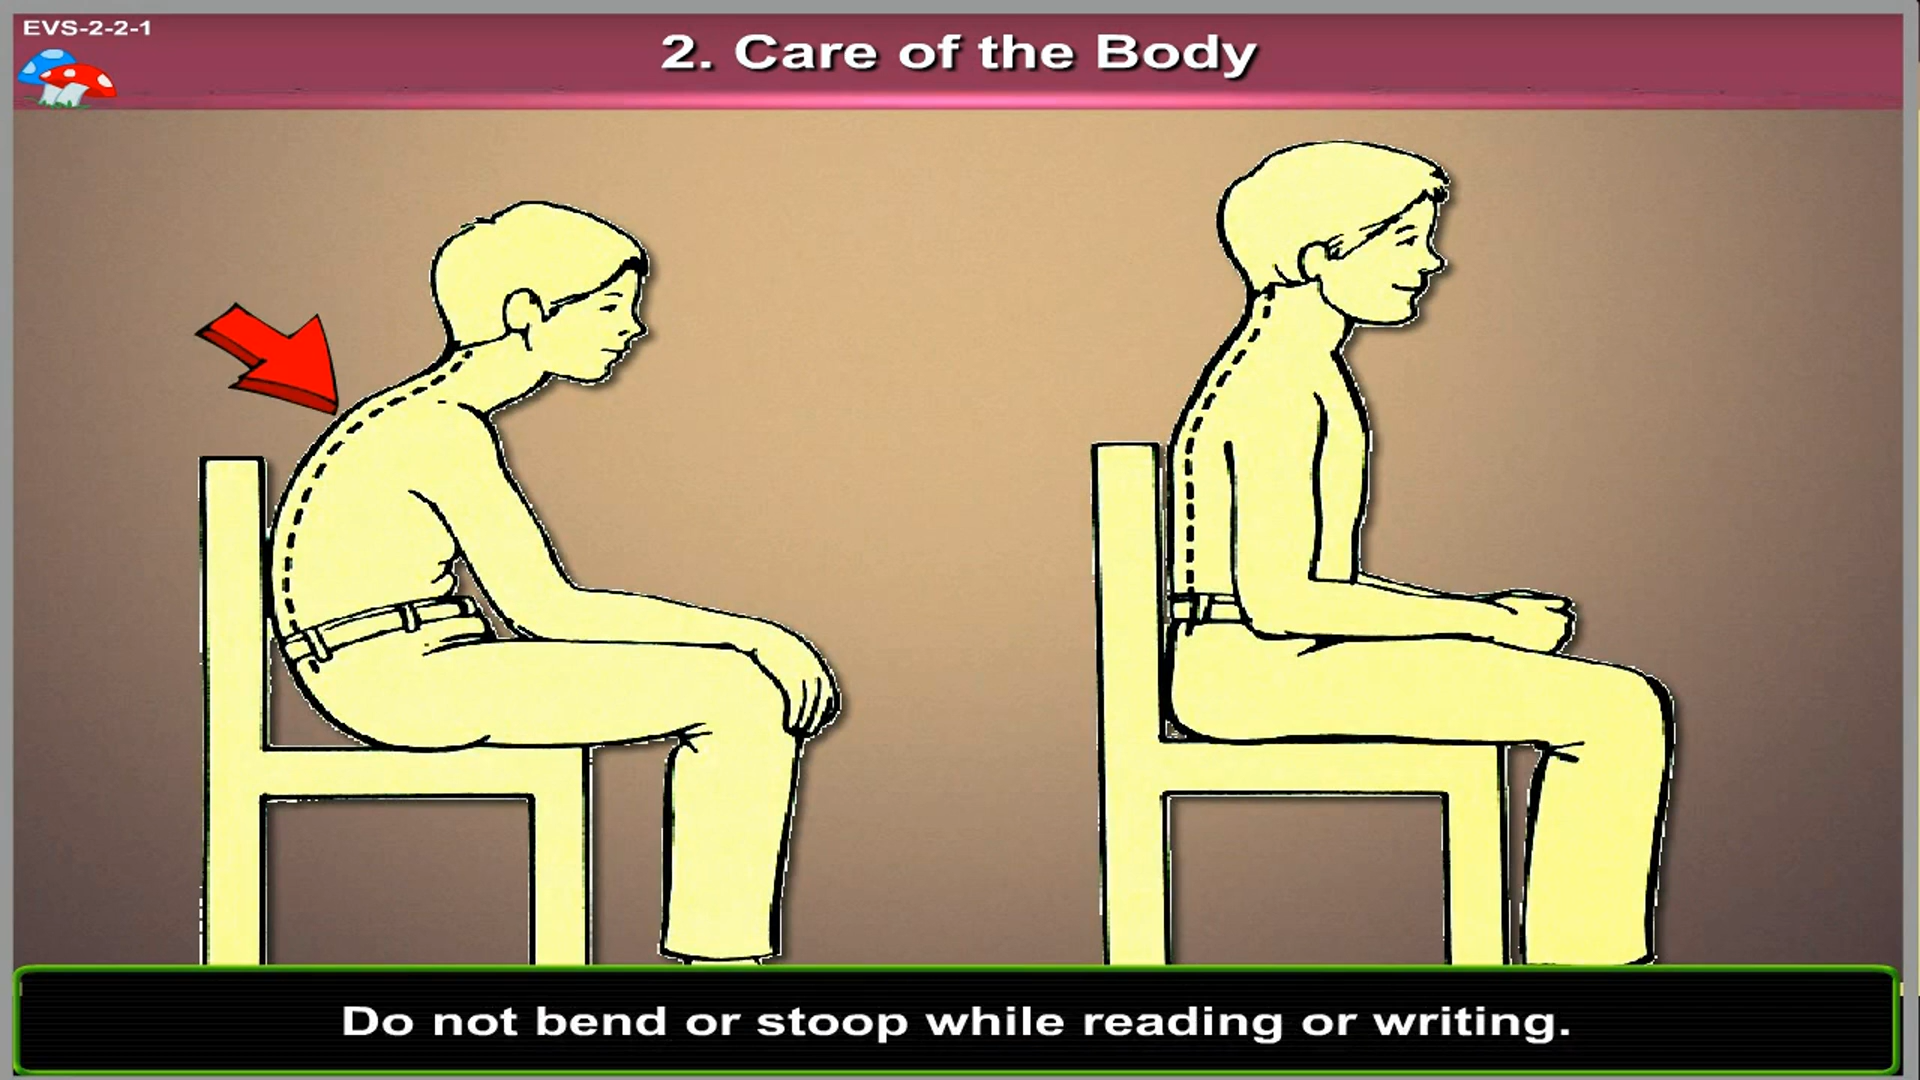 EVS-2-2-1
2. Care of the Body
Do not bend or stoop while reading or writing.